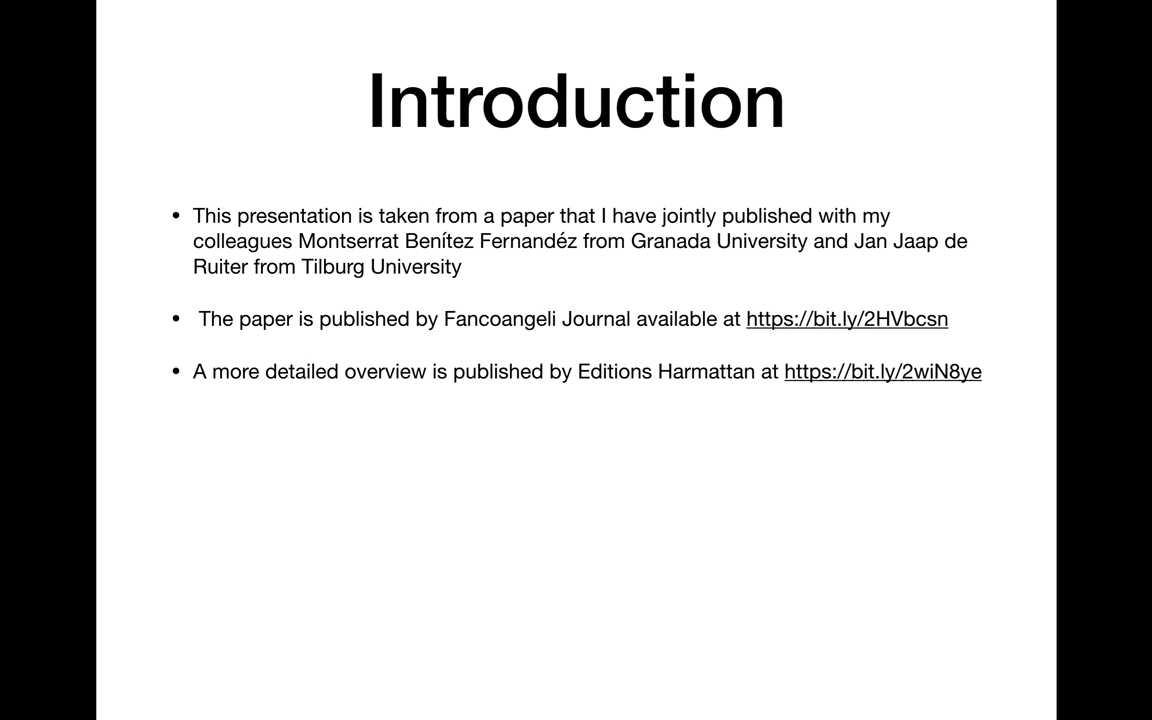 Introduction
• This presentation is taken from a paper that I have jointly published with my
colleagues Montserrat Benítez Fernandéz from Granada University and Jan Jaap de
Ruiter from Tilburg University
• The paper is published by Fancoangeli Journal available at https://bit.ly/2HVbcsn
• A more detailed overview is published by Editions Harmattan at https://bit.ly/2wiN8ye